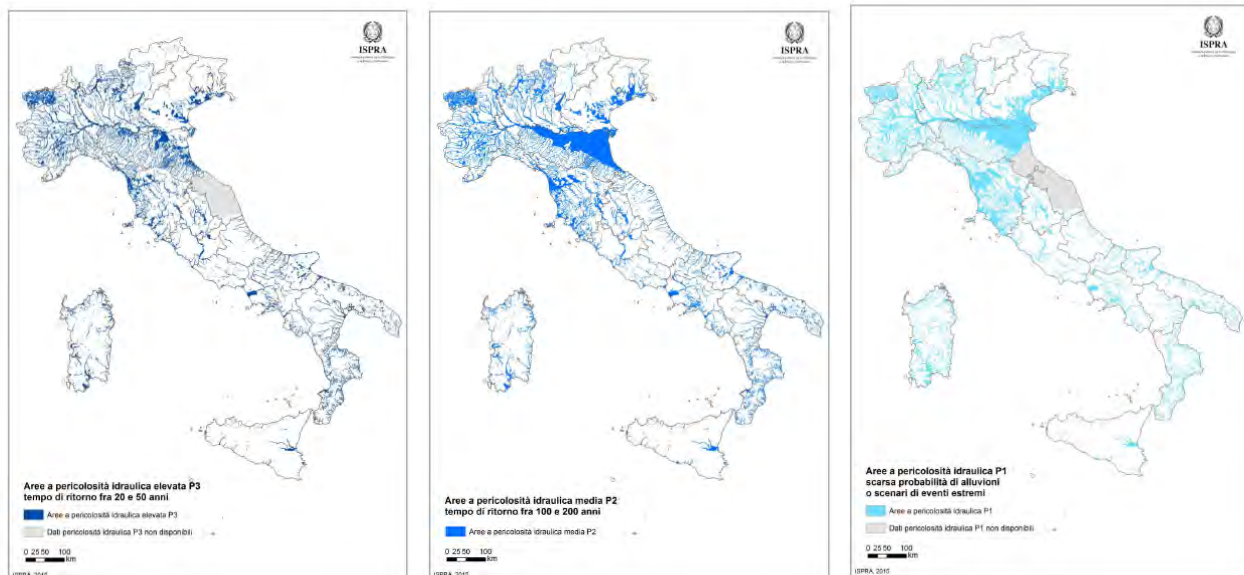 ISPRA
Aree a pericolosità idraulica elevata P3
tempo di ritorno fra 20 e 50 anni
Aree a pericolosità idraulica elevata P3
Dati pericolosità idraulica P3 non disponibili
0 25 50 100
km
ISPRA, 2015
ISPRA
Aree a pericolosità idraulica media P2
tempo di ritorno fra 100 e 200 anni
Aree a pericolosità idraulica media P2
0 25 50 100
km
ISPRA, 2015
ISPRA
Aree a pericolosità idraulica P1
scarsa probabilità di alluvioni
o scenari di eventi estremi
Aree a pericolosità idraulica P1
Dati pericolosità idraulica P1 non disponibili
0 25 50 100
km
ISPRA, 2015